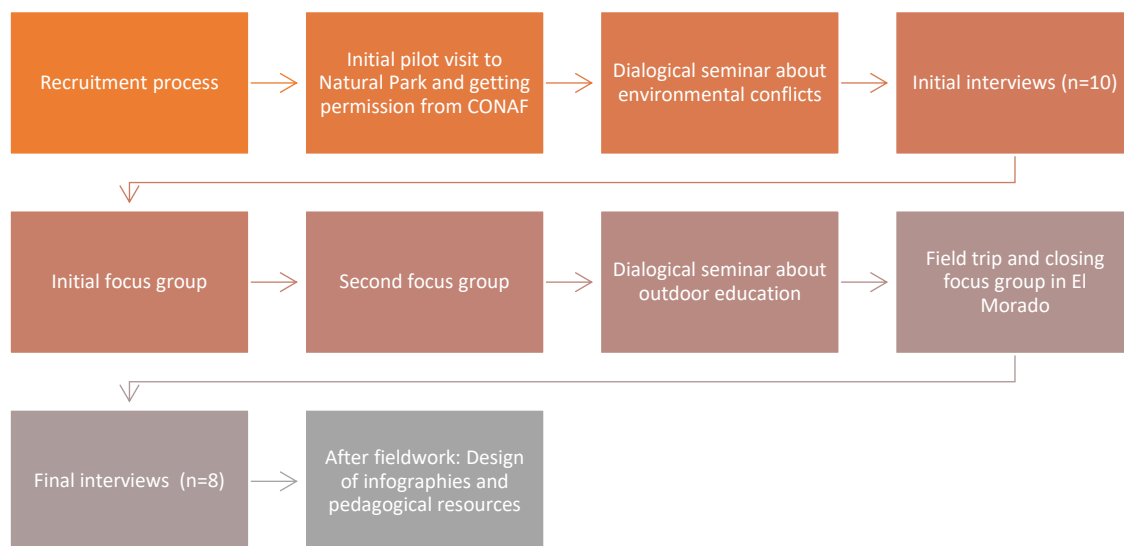 Recruitment process
Initial pilot visit to
Natural Park and getting
permission from CONAF
Dialogical seminar about
environmental conflicts
Initial interviews (n=10)
Initial focus group
Second focus group
Dialogical seminar about
outdoor education
Field trip and closing
focus group in El
Morado
Final interviews (n=8)
After fieldwork: Design
of infographies and
pedagogical resources